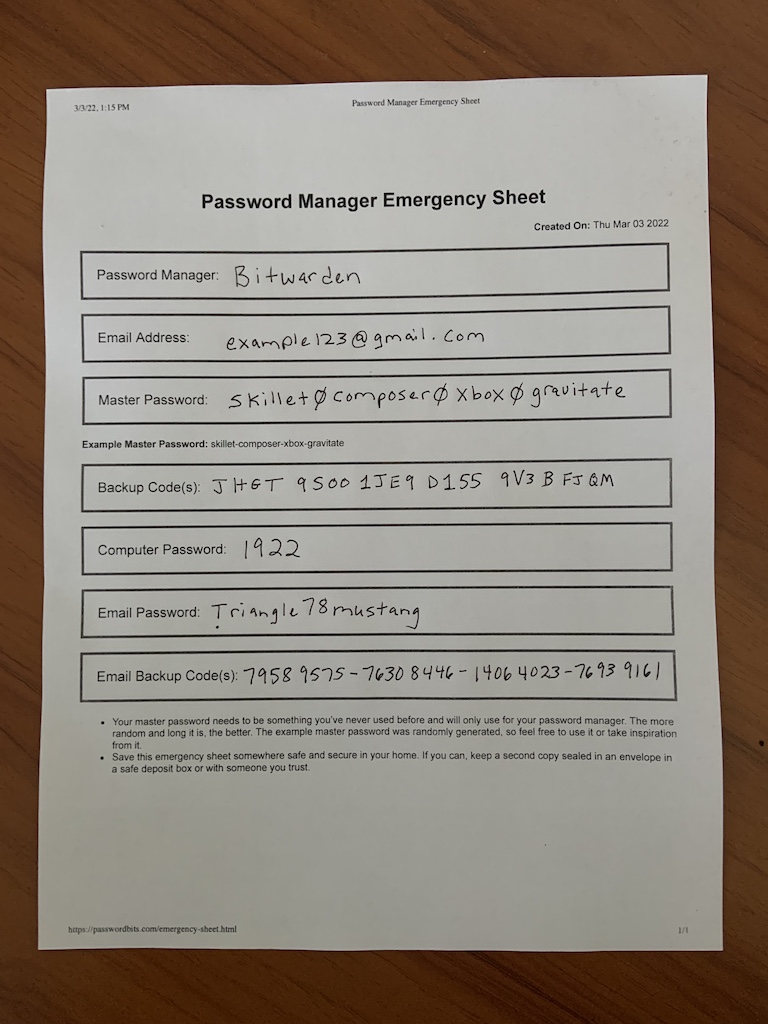 3/3/22, 1:15 PM
Password Manager Emergency Sheet
Password Manager Emergency Sheet
Created On: Thu Mar 03 2022
Password Manager: Bitwarden
Email Address: example123@gmail.com
Master Password: skillet0composer0xbox0gravitate
Example Master Password: skillet-composer-xbox-gravitate
Backup Code(s): JHGT 9S00 1JE9 D155 9V3B FJQM
Computer Password: 1922
Email Password: Triangle78mustang
Email Backup Code(s): 7958 9575-7630 8446-1406 4023-7693 9161
• Your master password needs to be something you've never used before and will only use for your password manager. The more
random and long it is, the better. The example master password was randomly generated, so feel free to use it or take inspiration
from it.
• Save this emergency sheet somewhere safe and secure in your home. If you can, keep a second copy sealed in an envelope in
a safe deposit box or with someone you trust.
https://passwordbits.com/emergency-sheet.html
1/1